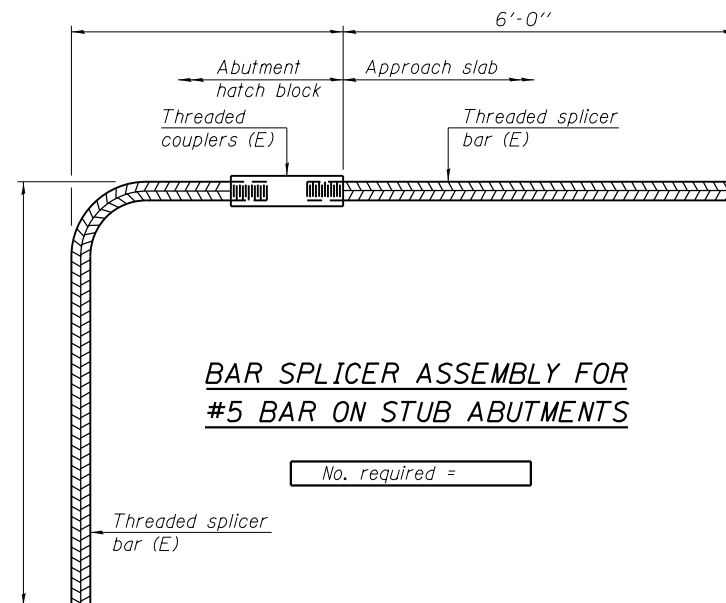 6'-0"
Abutment
hatch block
Approach slab
Threaded
couplers (E)
Threaded splicer
bar (E)
BAR SPLICER ASSEMBLY FOR
#5 BAR ON STUB ABUTMENTS
No. required =
Threaded splicer
bar (E)